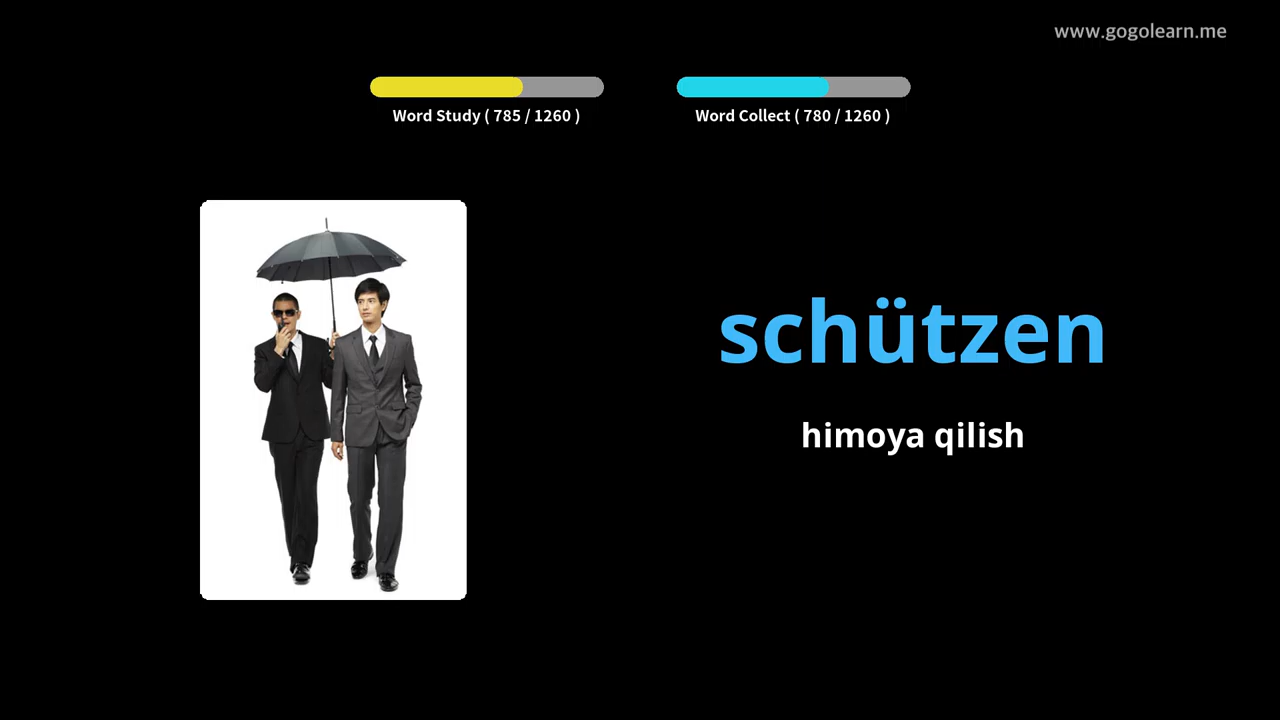 www.gogolearn.me
Word Study ( 785 / 1260 )
Word Collect ( 780 / 1260 )
schützen
himoya qilish